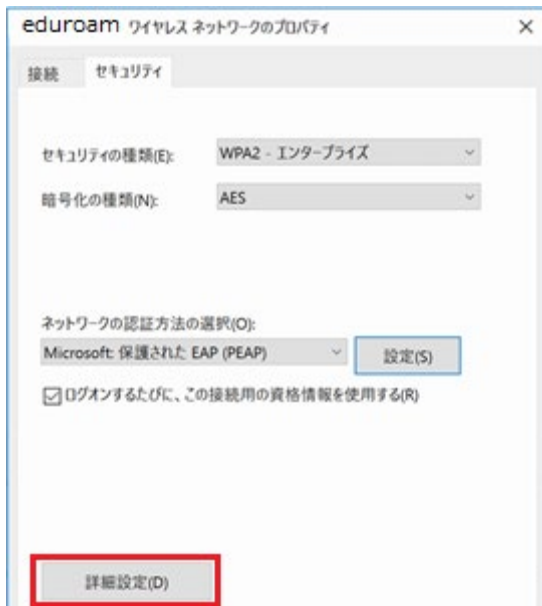 eduroam ワイヤレス ネットワークのプロパティ
接続 セキュリティ
セキュリティの種類(E): WPA2 - エンタープライズ
暗号化の種類(N): AES
ネットワークの認証方法の選択(O):
Microsoft: 保護された EAP (PEAP) 設定(S)
ログオンするたびに、この接続用の資格情報を使用する(R)
詳細設定(D)